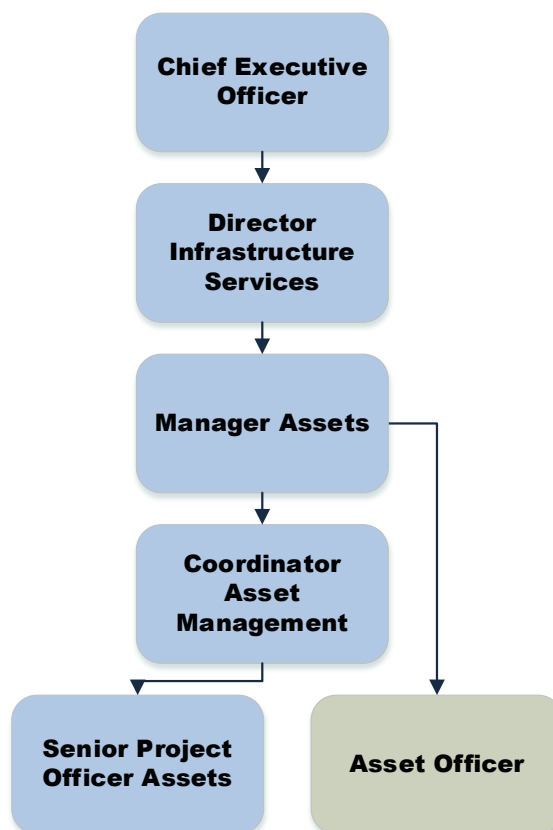 Chief Executive
Officer
Director
Infrastructure
Services
Manager Assets
Coordinator
Asset
Management
Senior Project
Officer Assets
Asset Officer